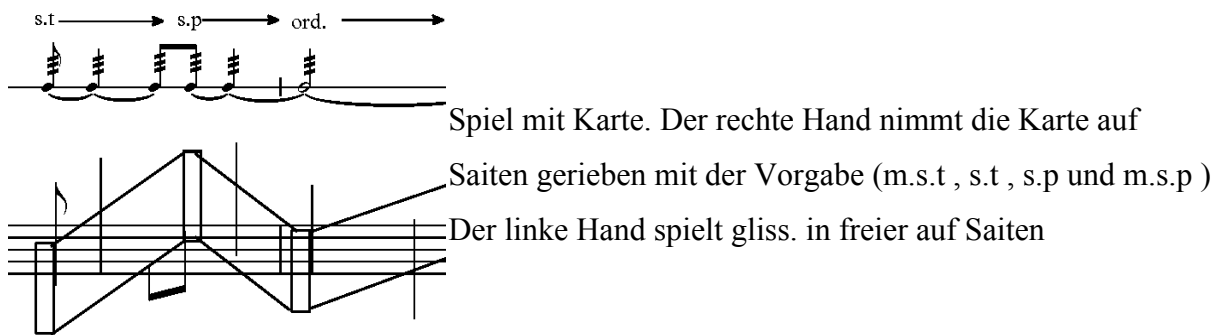 s.t s.p ord.
Spiel mit Karte. Der rechte Hand nimmt die Karte auf
Saiten gerieben mit der Vorgabe (m.s.t , s.t , s.p und m.s.p )
Der linke Hand spielt gliss. in freier auf Saiten